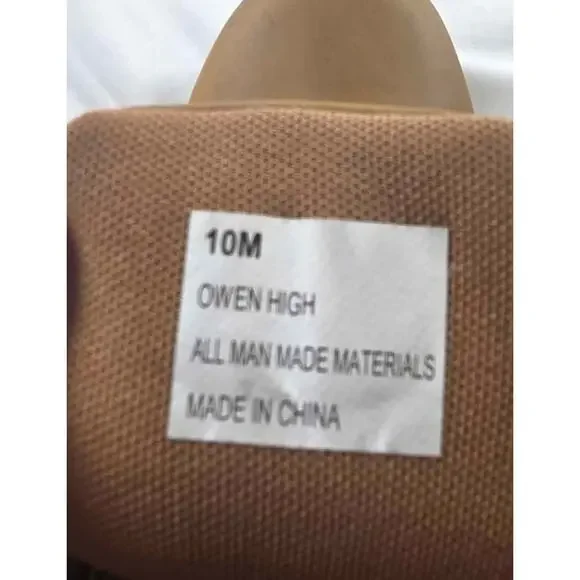 10M
OWEN HIGH
ALL MAN MADE MATERIALS
MADE IN CHINA